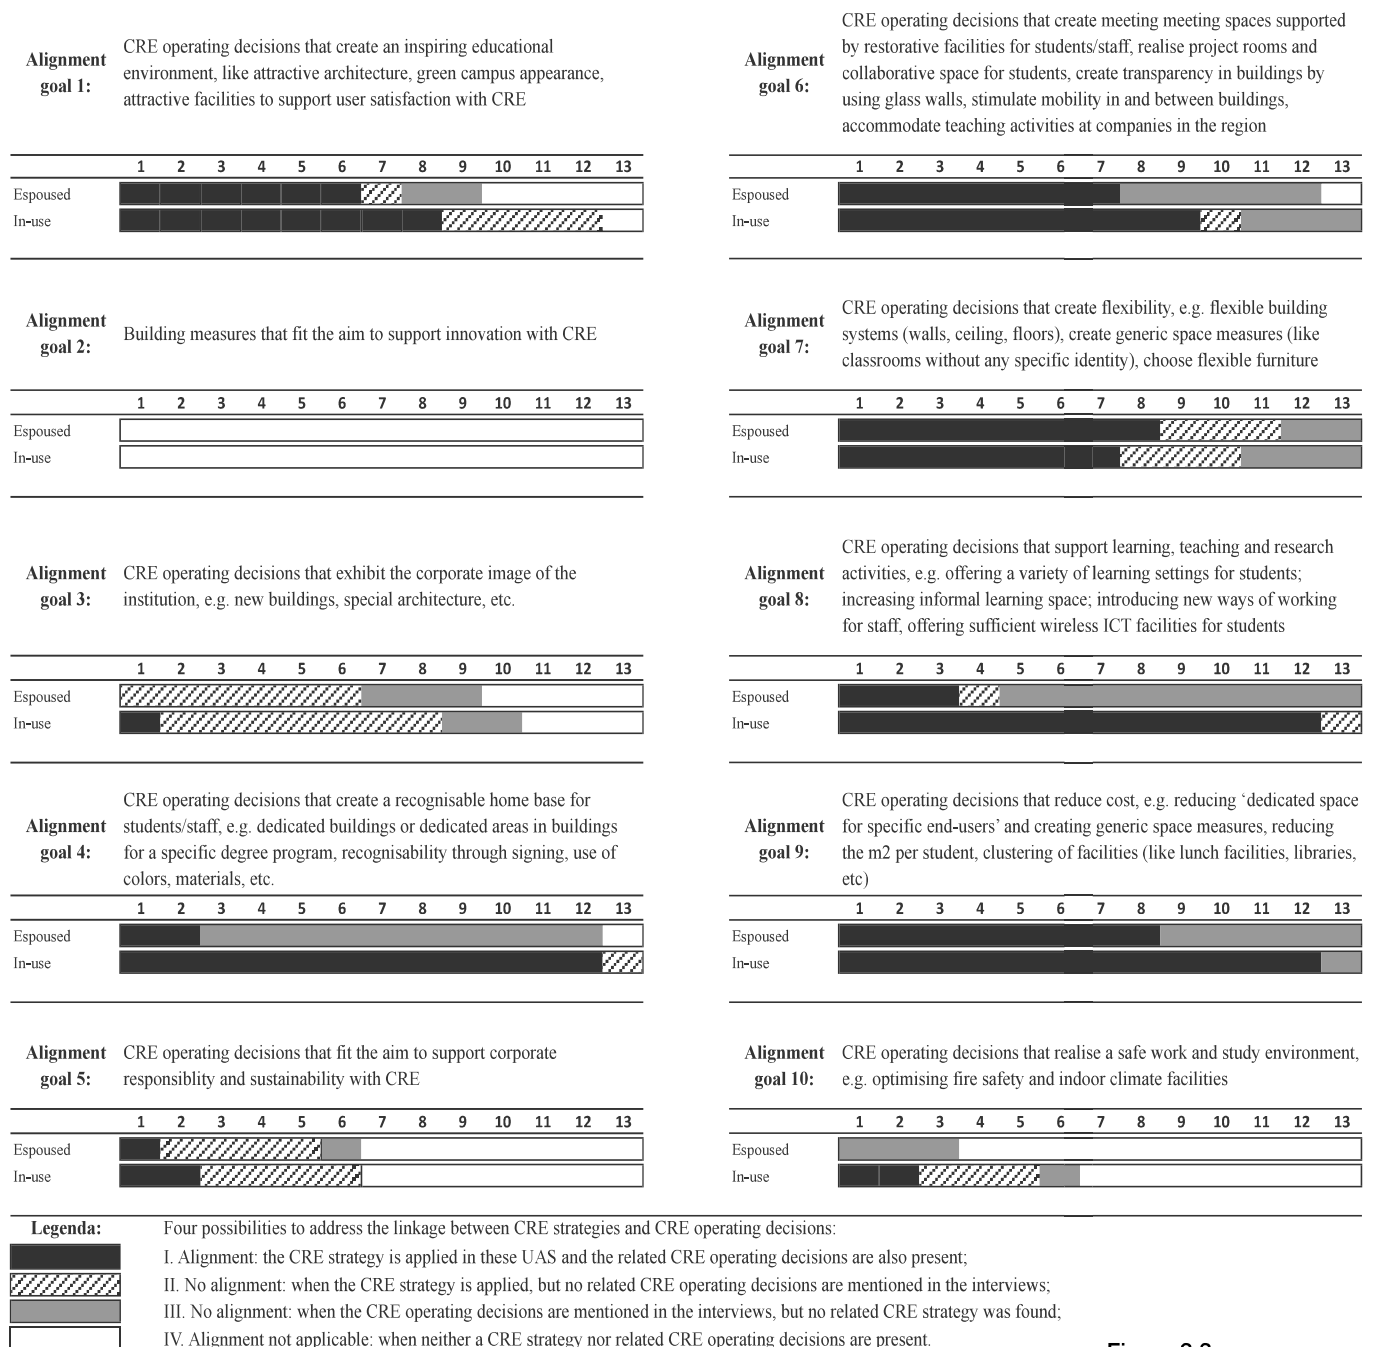 Alignment goal 1:
CRE operating decisions that create an inspiring educational
environment, like attractive architecture, green campus appearance,
attractive facilities to support user satisfaction with CRE
1 2 3 4 5 6 7 8 9 10 11 12 13
Espoused
In-use
Alignment goal 2:
Building measures that fit the aim to support innovation with CRE
1 2 3 4 5 6 7 8 9 10 11 12 13
Espoused
In-use
Alignment goal 3:
CRE operating decisions that exhibit the corporate image of the
institution, e.g. new buildings, special architecture, etc.
1 2 3 4 5 6 7 8 9 10 11 12 13
Espoused
In-use
Alignment goal 4:
CRE operating decisions that create a recognisable home base for
students/staff, e.g. dedicated buildings or dedicated areas in buildings
for a specific degree program, recognisability through signing, use of
colors, materials, etc.
1 2 3 4 5 6 7 8 9 10 11 12 13
Espoused
In-use
Alignment goal 5:
CRE operating decisions that fit the aim to support corporate
responsiblity and sustainability with CRE
1 2 3 4 5 6 7 8 9 10 11 12 13
Espoused
In-use
Alignment goal 6:
CRE operating decisions that create meeting meeting spaces supported
by restorative facilities for students/staff, realise project rooms and
collaborative space for students, create transparency in buildings by
using glass walls, stimulate mobility in and between buildings,
accommodate teaching activities at companies in the region
1 2 3 4 5 6 7 8 9 10 11 12 13
Espoused
In-use
Alignment goal 7:
CRE operating decisions that create flexibility, e.g. flexible building
systems (walls, ceiling, floors), create generic space measures (like
classrooms without any specific identity), choose flexible furniture
1 2 3 4 5 6 7 8 9 10 11 12 13
Espoused
In-use
Alignment goal 8:
CRE operating decisions that support learning, teaching and research
activities, e.g. offering a variety of learning settings for students;
increasing informal learning space; introducing new ways of working
for staff, offering sufficient wireless ICT facilities for students
1 2 3 4 5 6 7 8 9 10 11 12 13
Espoused
In-use
Alignment goal 9:
CRE operating decisions that reduce cost, e.g. reducing ‘dedicated space
for specific end-users’ and creating generic space measures, reducing
the m2 per student, clustering of facilities (like lunch facilities, libraries,
etc)
1 2 3 4 5 6 7 8 9 10 11 12 13
Espoused
In-use
Alignment goal 10:
CRE operating decisions that realise a safe work and study environment,
e.g. optimising fire safety and indoor climate facilities
1 2 3 4 5 6 7 8 9 10 11 12 13
Espoused
In-use
Legenda: Four possibilities to address the linkage between CRE strategies and CRE operating decisions:
I. Alignment: the CRE strategy is applied in these UAS and the related CRE operating decisions are also present;
II. No alignment: when the CRE strategy is applied, but no related CRE operating decisions are mentioned in the interviews;
III. No alignment: when the CRE operating decisions are mentioned in the interviews, but no related CRE strategy was found;
IV. Alignment not applicable: when neither a CRE strategy nor related CRE operating decisions are present.